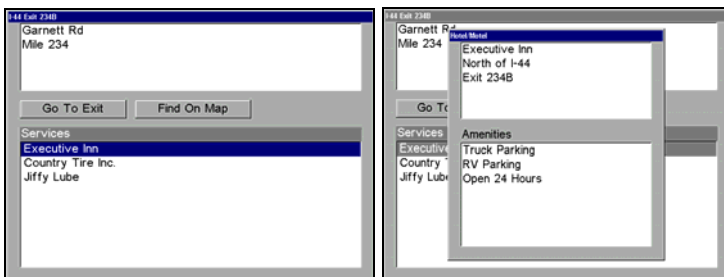 I-44 Exit 234B
Garnett Rd
Mile 234
Go To Exit
Find On Map
Services
Executive Inn
Country Tire Inc.
Jiffy Lube
I-44 Exit 234B
Garnett R
Mile 234
Go To
Services
Executive
Country T
Jiffy Lube
Hotel/Motel
Executive Inn
North of I-44
Exit 234B
Amenities
Truck Parking
RV Parking
Open 24 Hours